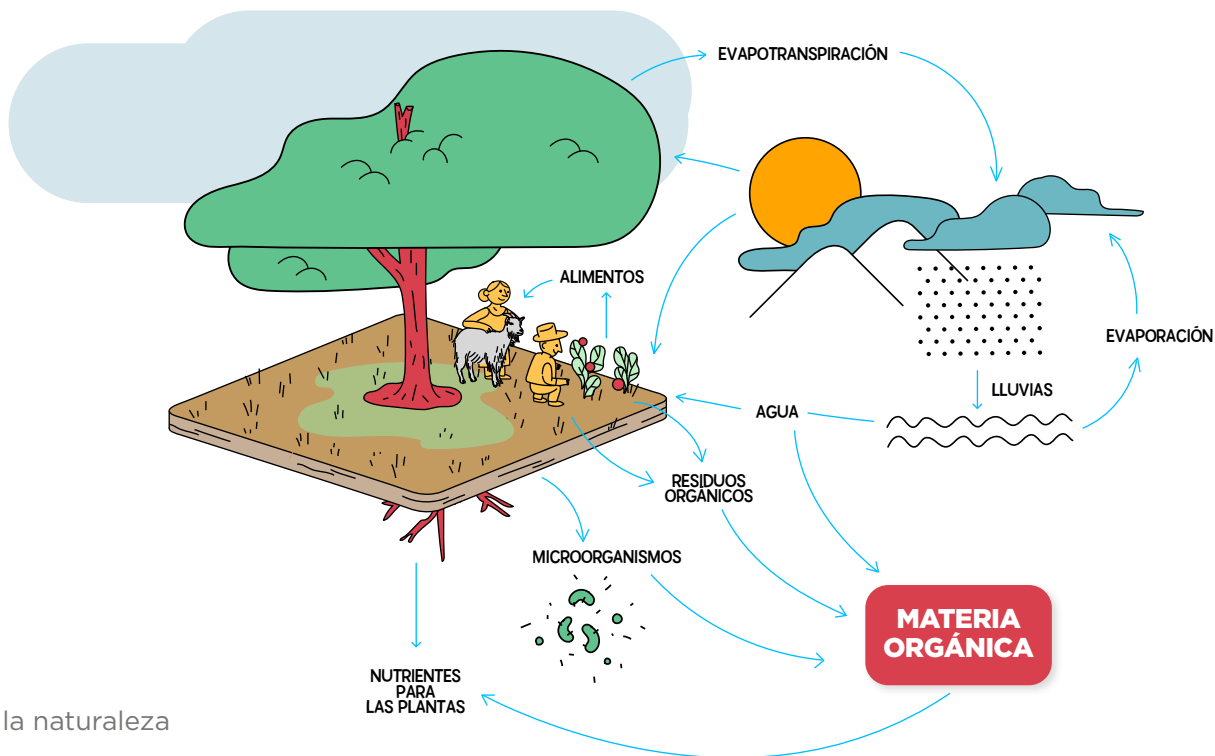 EVAPOTRANSPIRACIÓN
ALIMENTOS
EVAPORACIÓN
LLUVIAS
AGUA
RESIDUOS
ORGÁNICOS
MICROORGANISMOS
MATERIA
ORGÁNICA
NUTRIENTES
PARA
LAS PLANTAS
la naturaleza